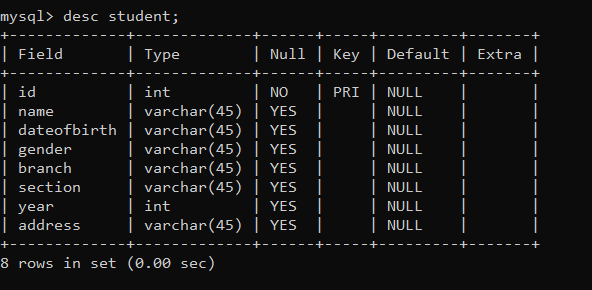 mysql> desc student;
+-------------+-------------+------+-----+---------+-------+
| Field       | Type        | Null | Key | Default | Extra |
+-------------+-------------+------+-----+---------+-------+
| id          | int         | NO   | PRI | NULL    |       |
| name        | varchar(45) | YES  |     | NULL    |       |
| dateofbirth | varchar(45) | YES  |     | NULL    |       |
| gender      | varchar(45) | YES  |     | NULL    |       |
| branch      | varchar(45) | YES  |     | NULL    |       |
| section     | varchar(45) | YES  |     | NULL    |       |
| year        | int         | YES  |     | NULL    |       |
| address     | varchar(45) | YES  |     | NULL    |       |
+-------------+-------------+------+-----+---------+-------+
8 rows in set (0.00 sec)